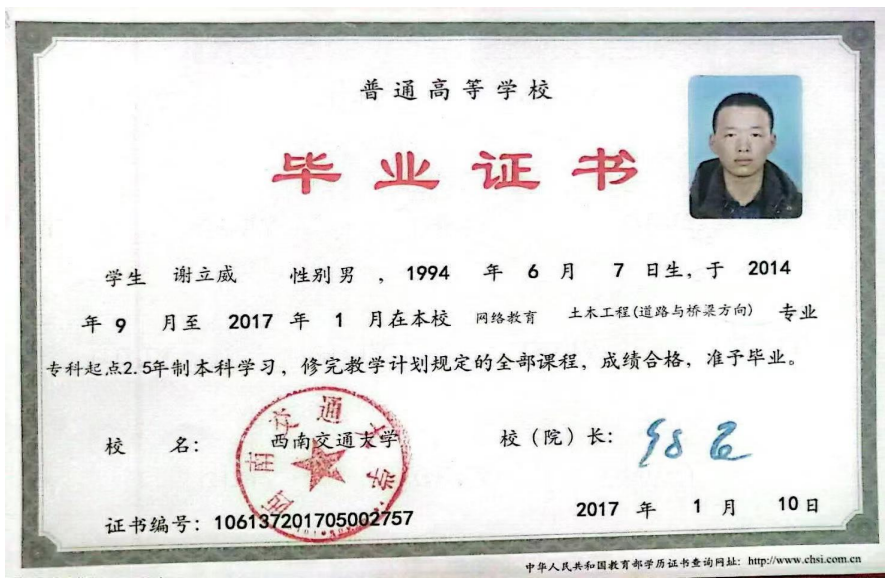 普通高等学校
毕业证书
学生 谢立威 性别 男 , 1994 年 6 月 7 日生, 于 2014
年 9 月至 2017 年 1 月在本校 网络教育 土木工程(道路与桥梁方向) 专业
专科起点2.5年制本科学习, 修完教学计划规定的全部课程, 成绩合格, 准予毕业。
校 名: 西南交通大学 校(院)长:
西南交通大学
证书编号: 106137201705002757 2017 年 1 月 10 日
中华人民共和国教育部学历证书查询网址: http://www.chsi.com.cn